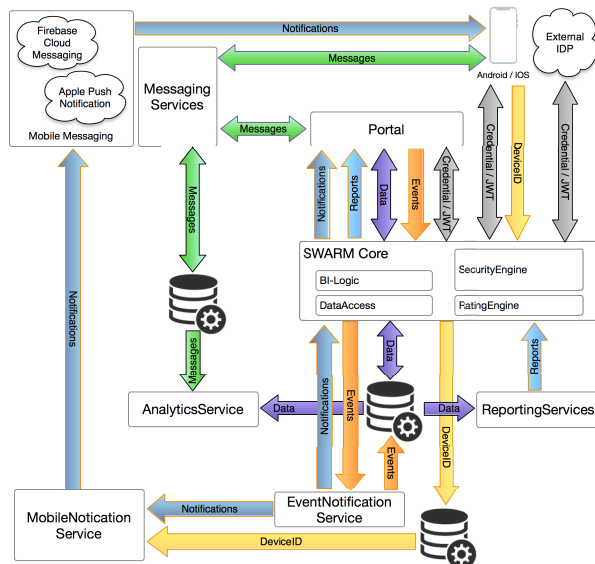 Firebase
Cloud
Messaging
Apple Push
Notification
Mobile Messaging
Notifications
Messages
Android / IOS
External
IDP
Messaging
Services
Messages
Portal
Messages
Notifications
Reports
Data
Events
Credential / JWT
Credential / JWT
DeviceID
Credential / JWT
SWARM Core
BI-Logic
DataAccess
SecurityEngine
RatingEngine
Notifications
Messages
Notifications
Events
Data
DeviceID
Reports
AnalyticsService
Data
Data
ReportingServices
Events
MobileNotication
Service
Notifications
EventNotification
Service
DeviceID